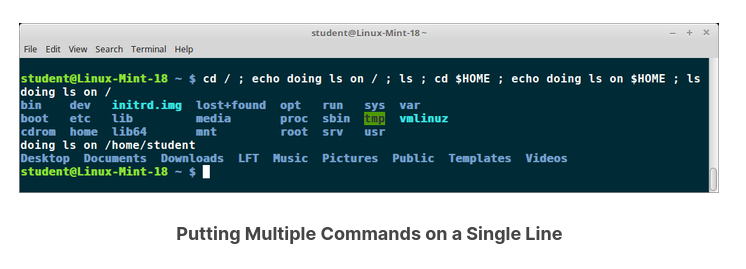 student@Linux-Mint-18 ~
File Edit View Search Terminal Help
student@Linux-Mint-18 ~ $ cd / ; echo doing ls on / ; ls ; cd $HOME ; echo doing ls on $HOME ; ls
doing ls on /
bin dev initrd.img lost+found opt run sys var
boot etc lib media proc sbin tmp vmlinuz
cdrom home lib64 mnt root srv usr
doing ls on /home/student
Desktop Documents Downloads LFT Music Pictures Public Templates Videos
student@Linux-Mint-18 ~ $
Putting Multiple Commands on a Single Line